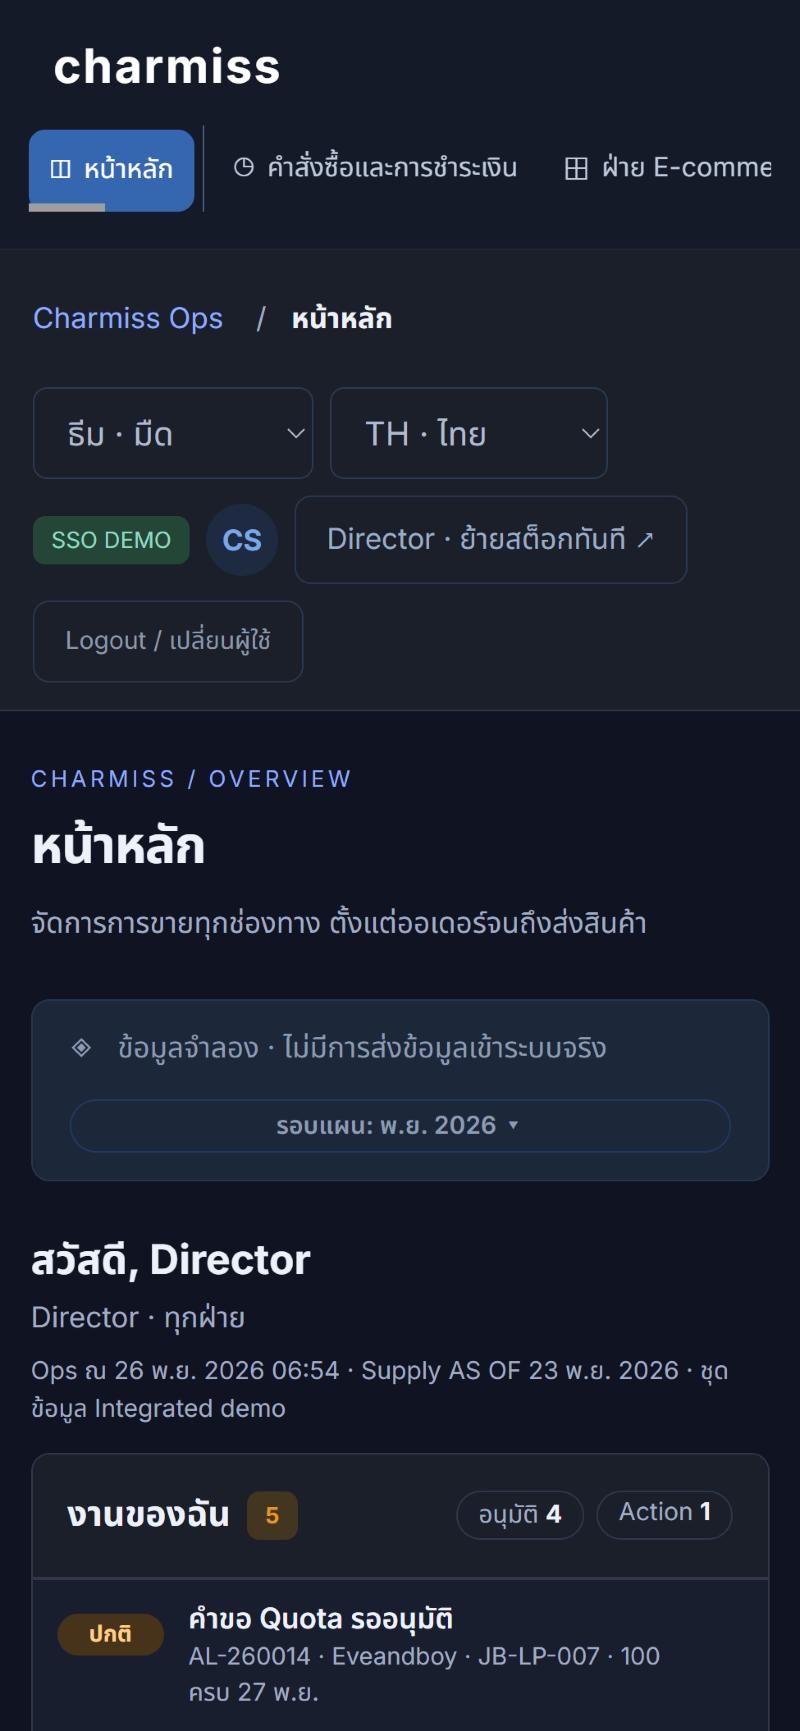 charmiss
หน้าหลัก
คำสั่งซื้อและการชำระเงิน
ฝ่าย E-comme
Charmiss Ops / หน้าหลัก
ธีม · มืด
TH · ไทย
SSO DEMO
CS
Director · ย้ายสต็อกทันที ↗
Logout / เปลี่ยนผู้ใช้
CHARMISS / OVERVIEW
หน้าหลัก
จัดการการขายทุกช่องทาง ตั้งแต่ออเดอร์จนถึงส่งสินค้า
ข้อมูลจำลอง · ไม่มีการส่งข้อมูลเข้าระบบจริง
รอบแผน: พ.ย. 2026 ▾
สวัสดี, Director
Director · ทุกฝ่าย
Ops ณ 26 พ.ย. 2026 06:54 · Supply AS OF 23 พ.ย. 2026 · ชุด
ข้อมูล Integrated demo
งานของฉัน 5
อนุมัติ 4
Action 1
ปกติ
คำขอ Quota รออนุมัติ
AL-260014 · Eveandboy · JB-LP-007 · 100
ครบ 27 พ.ย.